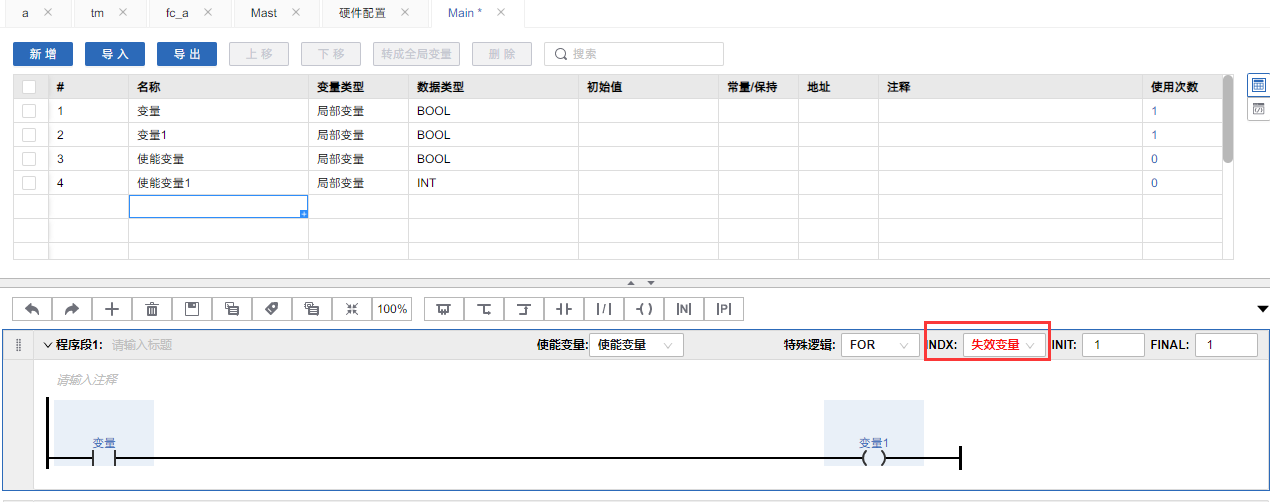 a tm fc_a Mast 硬件配置 Main *
新 增 导 入 导 出 上 移 下 移 转成全局变量 删 除 搜索
# 名称 变量类型 数据类型 初始值 常量/保持 地址 注释 使用次数
1 变量 局部变量 BOOL 1
2 变量1 局部变量 BOOL 1
3 使能变量 局部变量 BOOL 0
4 使能变量1 局部变量 INT 0
100% |N| |P|
程序段1: 请输入标题 使能变量: 使能变量 特殊逻辑: FOR INDX: 失效变量 INIT: 1 FINAL: 1
请输入注释
变量 变量1